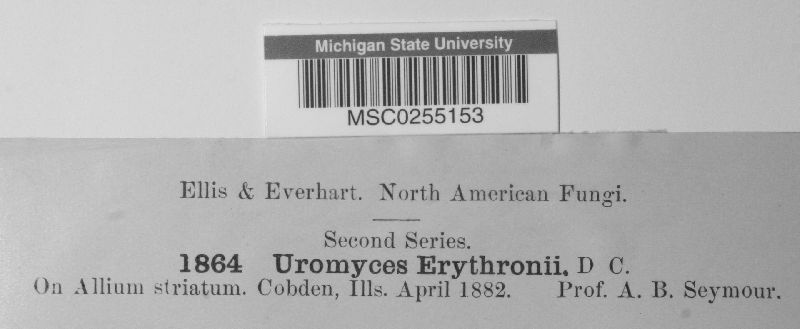 Michigan State University
MSC0255153
Ellis & Everhart. North American Fungi.
Second Series.
1864 Uromyces Erythronii. D C.
On Allium striatum. Cobden, Ills. April 1882. Prof. A. B. Seymour.